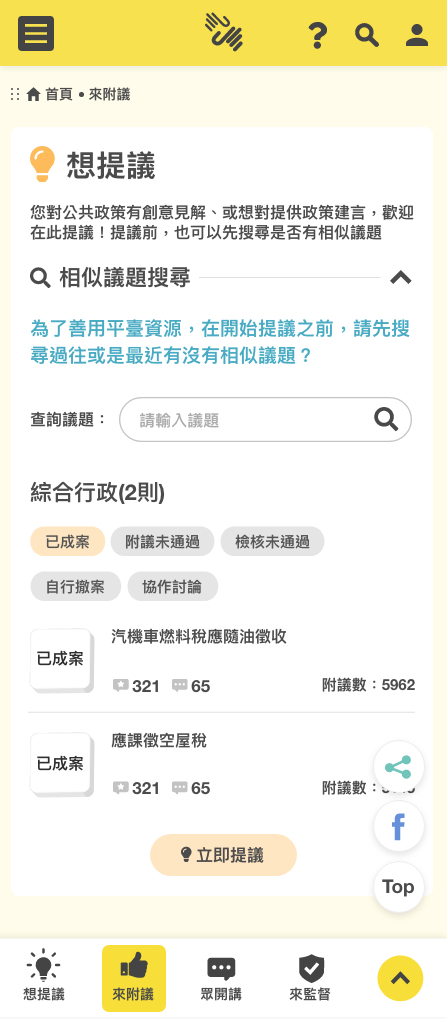 首頁 • 來附議
想提議
您對公共政策有創意見解、或想對提供政策建言，歡迎
在此提議！提議前，也可以先搜尋是否有相似議題
相似議題搜尋
為了善用平臺資源，在開始提議之前，請先搜
尋過往或是最近有沒有相似議題？
查詢議題： 請輸入議題
綜合行政(2則)
已成案 附議未通過 檢核未通過
自行撤案 協作討論
汽機車燃料稅應隨油徵收
已成案
321 65 附議數：5962
應課徵空屋稅
已成案
321 65 附議數：
立即提議
Top
想提議 來附議 眾開講 來監督